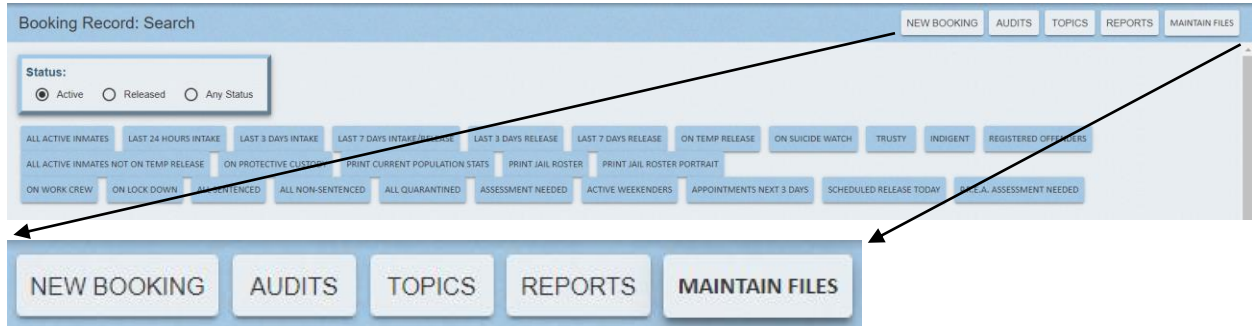 Booking Record: Search NEW BOOKING AUDITS TOPICS REPORTS MAINTAIN FILES
Status:
Active Released Any Status
ALL ACTIVE INMATES LAST 24 HOURS INTAKE LAST 3 DAYS INTAKE LAST 7 DAYS INTAKE/RELEASE LAST 3 DAYS RELEASE LAST 7 DAYS RELEASE ON TEMP RELEASE ON SUICIDE WATCH TRUSTY INDIGENT REGISTERED OFFENDERS
ALL ACTIVE INMATES NOT ON TEMP RELEASE ON PROTECTIVE CUSTODY PRINT CURRENT POPULATION STATS PRINT JAIL ROSTER PRINT JAIL ROSTER PORTRAIT
ON WORK CREW ON LOCK DOWN ALL SENTENCED ALL NON-SENTENCED ALL QUARANTINED ASSESSMENT NEEDED ACTIVE WEEKENDERS APPOINTMENTS NEXT 3 DAYS SCHEDULED RELEASE TODAY P.R.E.A. ASSESSMENT NEEDED
NEW BOOKING AUDITS TOPICS REPORTS MAINTAIN FILES